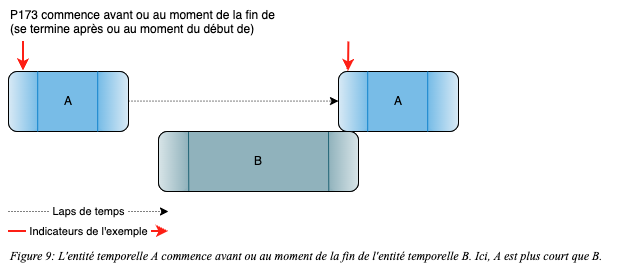 P173 commence avant ou au moment de la fin de
(se termine après ou au moment du début de)
A
A
B
Laps de temps
Indicateurs de l'exemple
Figure 9: L'entité temporelle A commence avant ou au moment de la fin de l'entité temporelle B. Ici, A est plus court que B.